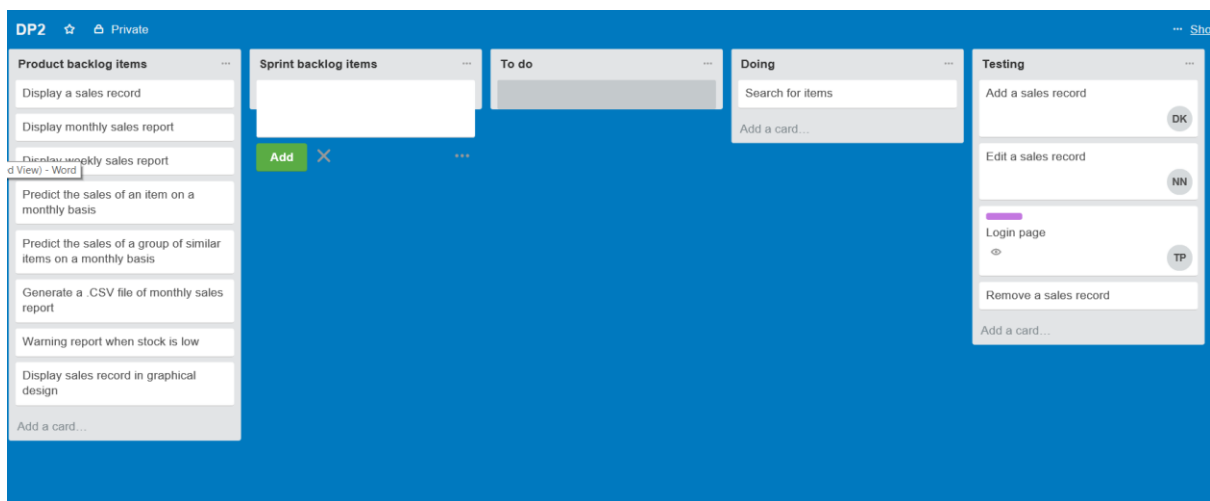 DP2 Private ... Sho
Product backlog items ...
Display a sales record
Display monthly sales report
Display weekly sales report
d View) - Word
Predict the sales of an item on a
monthly basis
Predict the sales of a group of similar
items on a monthly basis
Generate a .CSV file of monthly sales
report
Warning report when stock is low
Display sales record in graphical
design
Add a card...
Sprint backlog items ...
Add ...
To do ...
Doing ...
Search for items
Add a card...
Testing ...
Add a sales record
DK
Edit a sales record
NN
Login page
TP
Remove a sales record
Add a card...